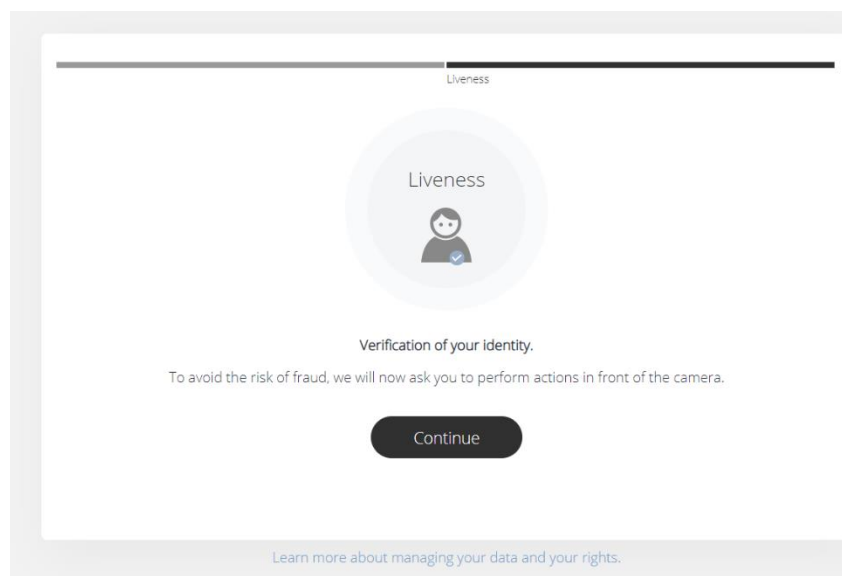 Liveness
Liveness
Verification of your identity.
To avoid the risk of fraud, we will now ask you to perform actions in front of the camera.
Continue
Learn more about managing your data and your rights.